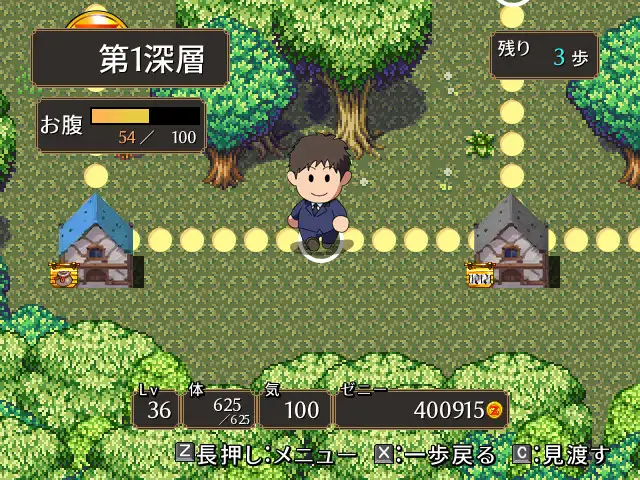 第1深層
残り 3 歩
お腹 54 / 100
Lv 36
体 625 /625
気 100
ゼニー 400915
Z 長押し:メニュー X:一歩戻る C:見渡す